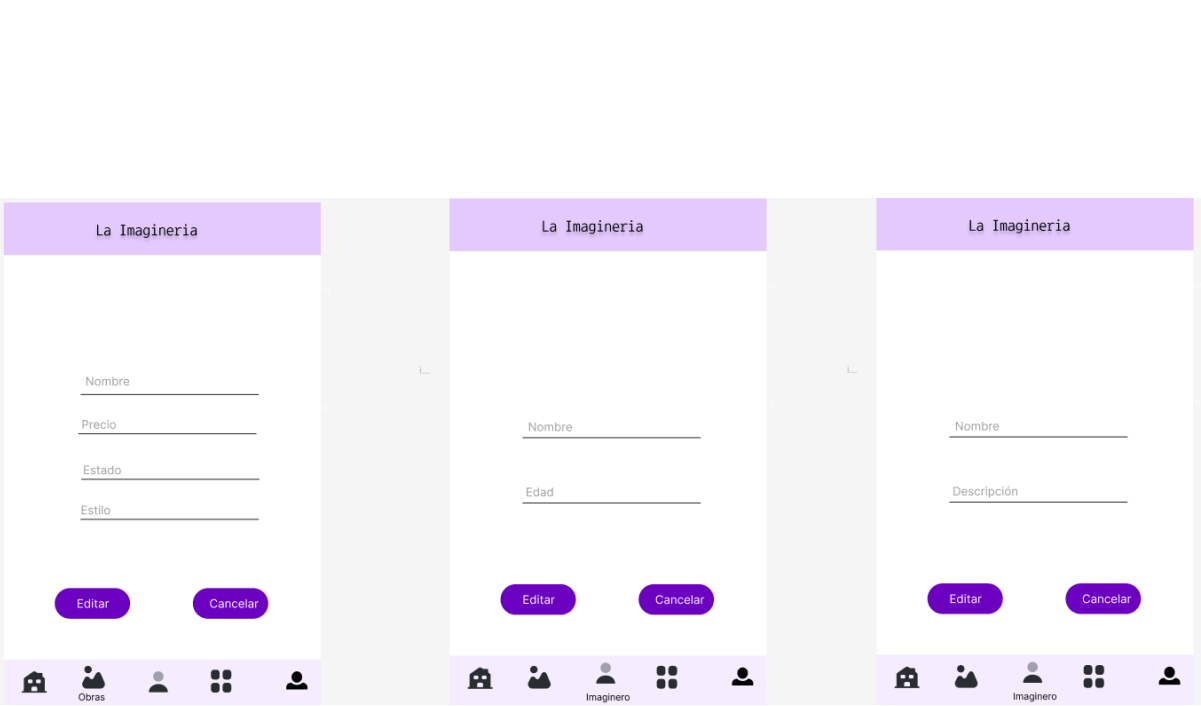 La Imagineria
Nombre
Precio
Estado
Estilo
Editar
Cancelar
Obras
i...
La Imagineria
Nombre
Edad
Editar
Cancelar
Imaginero
i...
La Imagineria
Nombre
Descripción
Editar
Cancelar
Imaginero